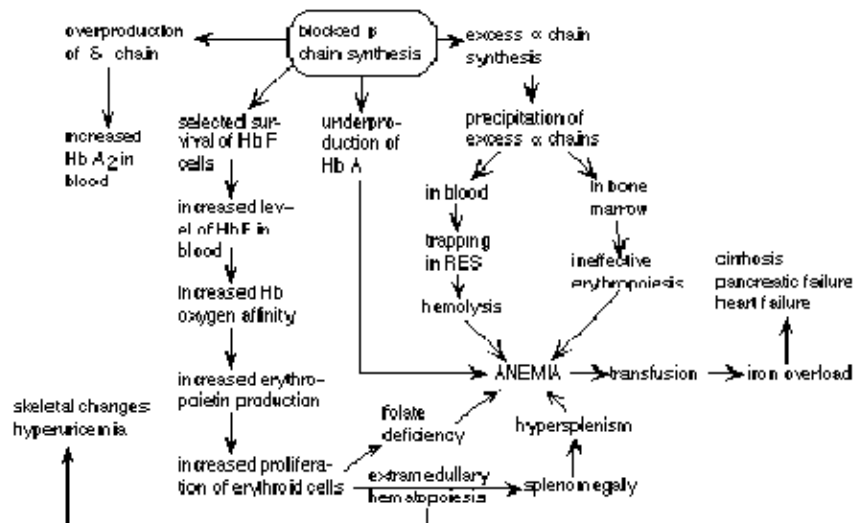 overproduction
of δ chain
blocked β
chain synthesis
excess α chain
synthesis
increased
Hb A2 in
blood
selected sur-
vival of Hb F
cells
underpro-
duction of
Hb A
precipitation of
excess α chains
in blood
in bone
marrow
increased lev-
el of Hb F in
blood
trapping
in RES
ineffective
erythropoiesis
cirrhosis
pancreatic failure
heart failure
increased Hb
oxygen affinity
hemolysis
increased erythro-
poietin production
ANEMIA
transfusion
iron overload
skeletal changes
hyperuricemia
folate
deficiency
hypersplenism
increased prolifera-
tion of erythroid cells
extramedullary
hematopoiesis
splenomegally